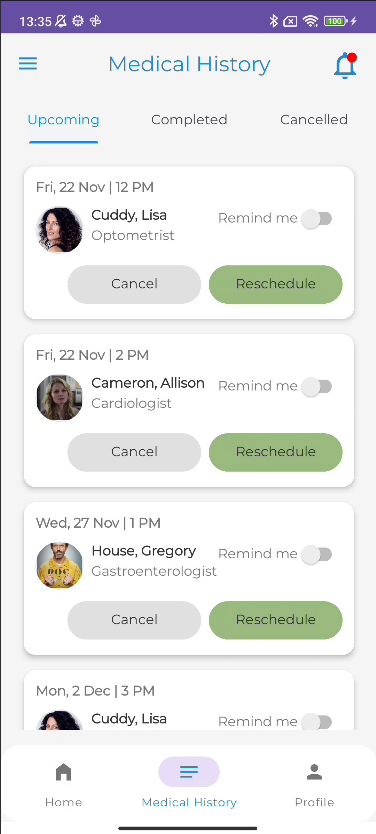 13:35
100
Medical History
Upcoming Completed Cancelled
Fri, 22 Nov | 12 PM
Cuddy, Lisa
Remind me
Optometrist
Cancel Reschedule
Fri, 22 Nov | 2 PM
Cameron, Allison
Remind me
Cardiologist
Cancel Reschedule
Wed, 27 Nov | 1 PM
House, Gregory
Remind me
DOC
Gastroenterologist
Cancel Reschedule
Mon, 2 Dec | 3 PM
Cuddy, Lisa
Remind me
Home Medical History Profile